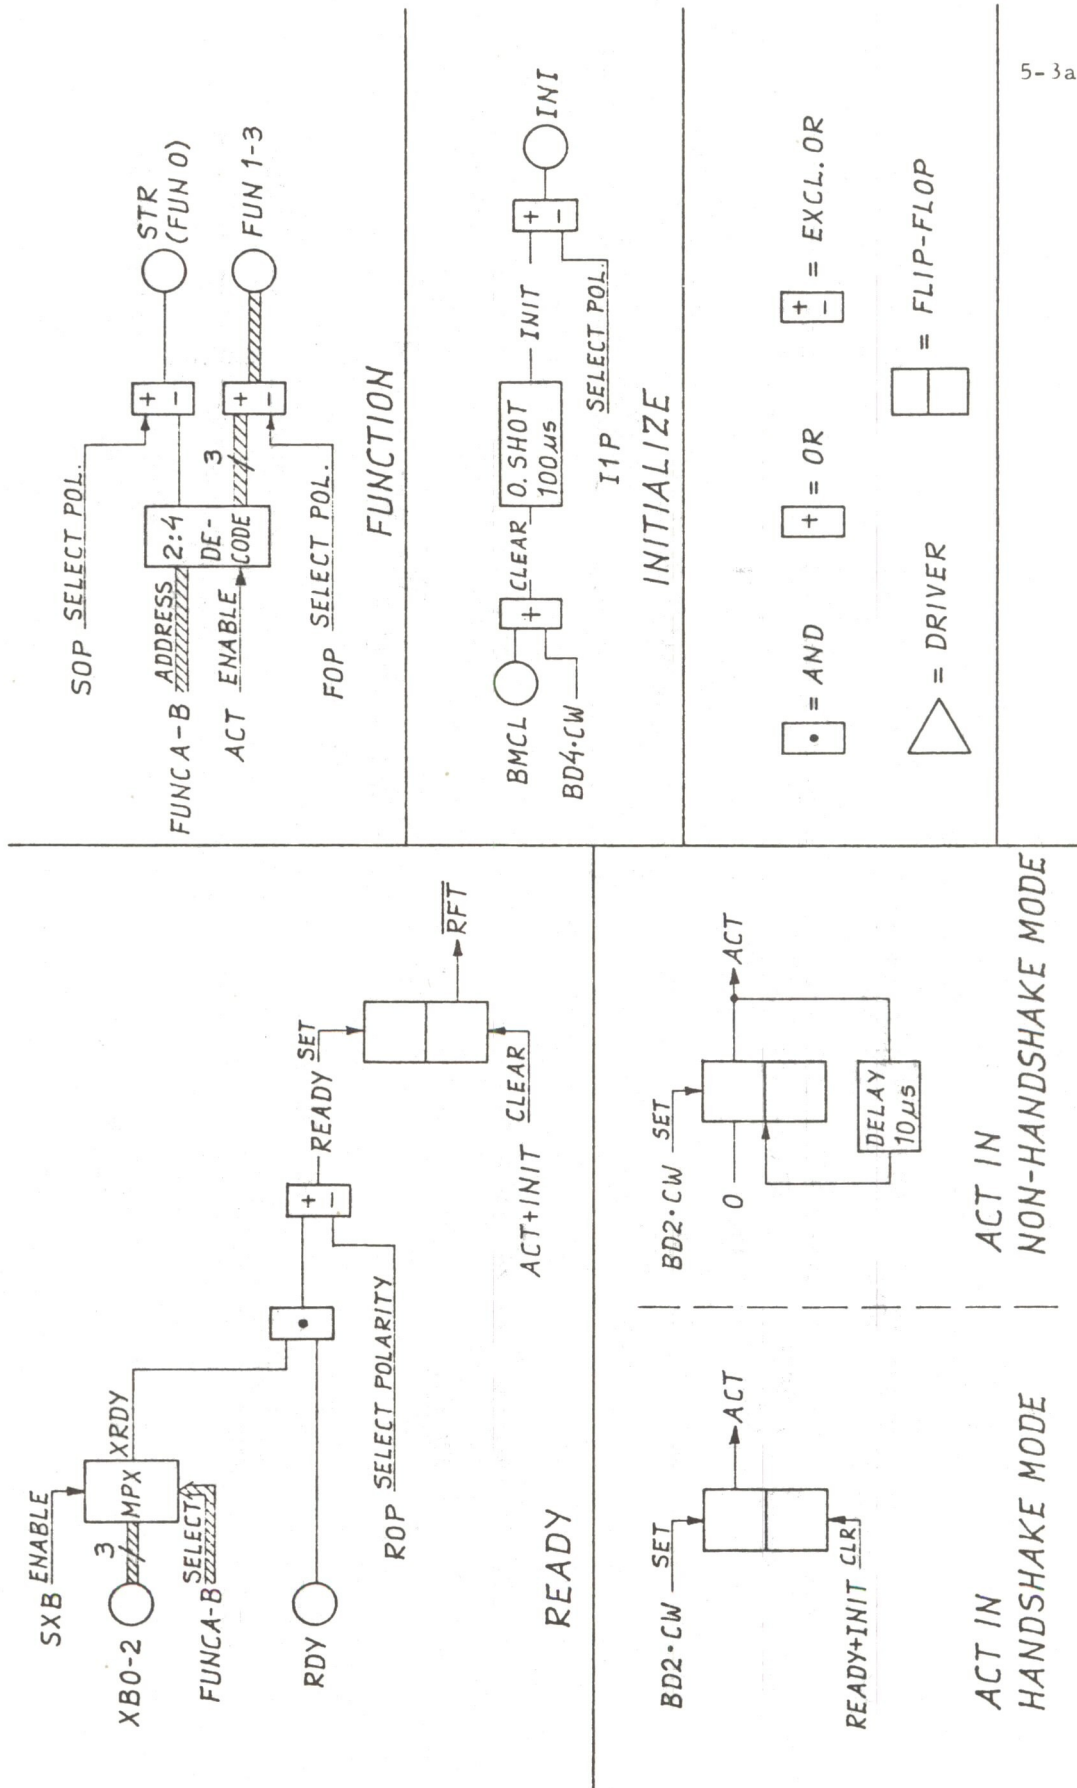 SXB ENABLE
XB0-2
3
MPX
XRDY
FUNCA-B SELECT
RDY
•
ROP SELECT POLARITY
+
−
READY SET
ACT+INIT CLEAR
RFT
READY
SOP SELECT POL.
FUNCA-B ADDRESS
2:4
DE-
CODE
ACT ENABLE
3
FOP SELECT POL.
+
−
+
−
STR
(FUN 0)
FUN 1-3
FUNCTION
BMCL
BD4•CW
+
CLEAR
O. SHOT
100µs
INIT
I1P SELECT POL.
+
−
INI
INITIALIZE
BD2•CW SET
ACT
READY+INIT CLR
ACT IN
HANDSHAKE MODE
BD2•CW SET
0
ACT
DELAY
10µs
ACT IN
NON-HANDSHAKE MODE
• = AND
+ = OR
+
− = EXCL. OR
= DRIVER
= FLIP-FLOP
5-3a